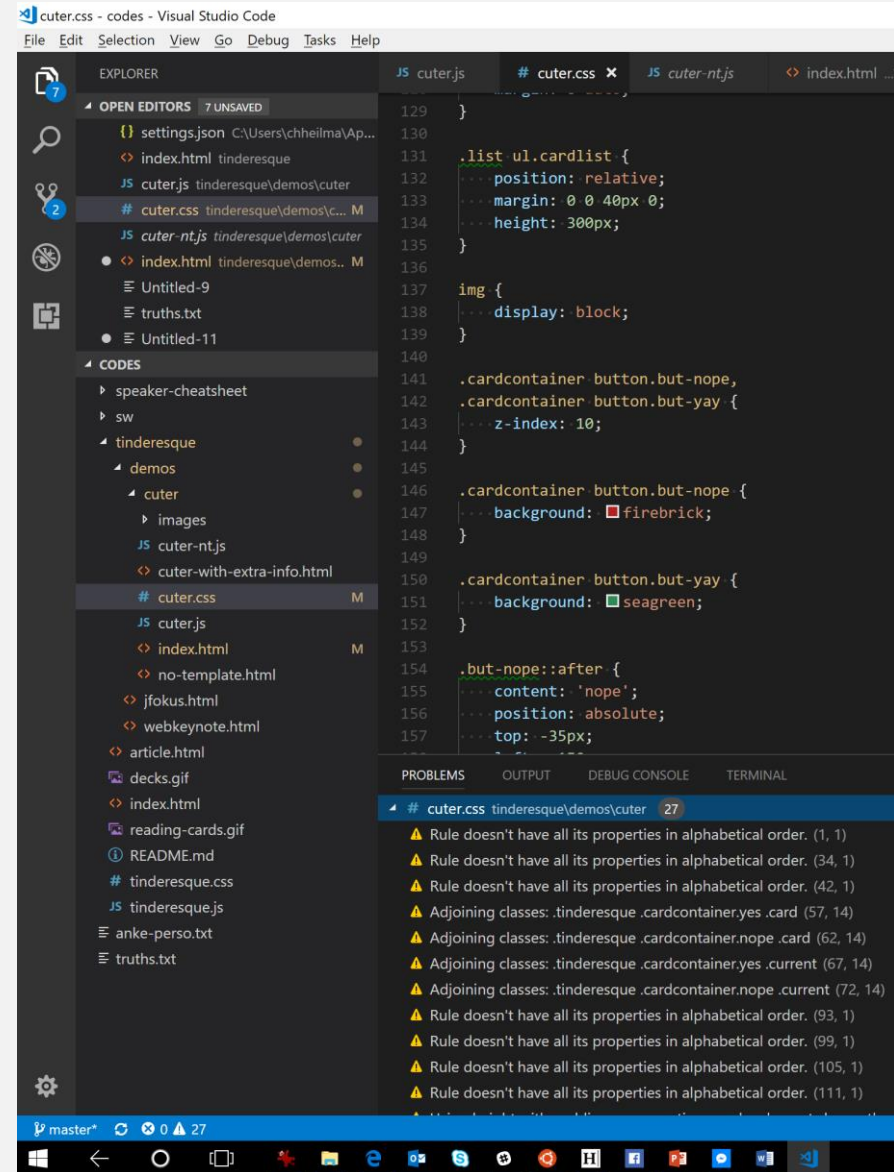 cuter.css - codes - Visual Studio Code
File Edit Selection View Go Debug Tasks Help
7
2
EXPLORER
OPEN EDITORS 7 UNSAVED
{} settings.json C:\Users\chheilma\Ap...
<> index.html tinderesque
JS cuter.js tinderesque\demos\cuter
# cuter.css tinderesque\demos\c... M
JS cuter-nt.js tinderesque\demos\cuter
<> index.html tinderesque\demos.. M
Untitled-9
truths.txt
Untitled-11
CODES
speaker-cheatsheet
sw
tinderesque
demos
cuter
images
JS cuter-nt.js
<> cuter-with-extra-info.html
# cuter.css M
JS cuter.js
<> index.html M
<> no-template.html
<> jfokus.html
<> webkeynote.html
<> article.html
decks.gif
<> index.html
reading-cards.gif
README.md
# tinderesque.css
JS tinderesque.js
anke-perso.txt
truths.txt
JS cuter.js # cuter.css × JS cuter-nt.js <> index.html ...
129 }
130
131 .list ul.cardlist {
132 position: relative;
133 margin: 0 0 40px 0;
134 height: 300px;
135 }
136
137 img {
138 display: block;
139 }
140
141 .cardcontainer button.but-nope,
142 .cardcontainer button.but-yay {
143 z-index: 10;
144 }
145
146 .cardcontainer button.but-nope {
147 background: firebrick;
148 }
149
150 .cardcontainer button.but-yay {
151 background: seagreen;
152 }
153
154 .but-nope::after {
155 content: 'nope';
156 position: absolute;
157 top: -35px;
PROBLEMS OUTPUT DEBUG CONSOLE TERMINAL
# cuter.css tinderesque\demos\cuter 27
Rule doesn't have all its properties in alphabetical order. (1, 1)
Rule doesn't have all its properties in alphabetical order. (34, 1)
Rule doesn't have all its properties in alphabetical order. (42, 1)
Adjoining classes: .tinderesque .cardcontainer.yes .card (57, 14)
Adjoining classes: .tinderesque .cardcontainer.nope .card (62, 14)
Adjoining classes: .tinderesque .cardcontainer.yes .current (67, 14)
Adjoining classes: .tinderesque .cardcontainer.nope .current (72, 14)
Rule doesn't have all its properties in alphabetical order. (93, 1)
Rule doesn't have all its properties in alphabetical order. (99, 1)
Rule doesn't have all its properties in alphabetical order. (105, 1)
Rule doesn't have all its properties in alphabetical order. (111, 1)
master* 0 27